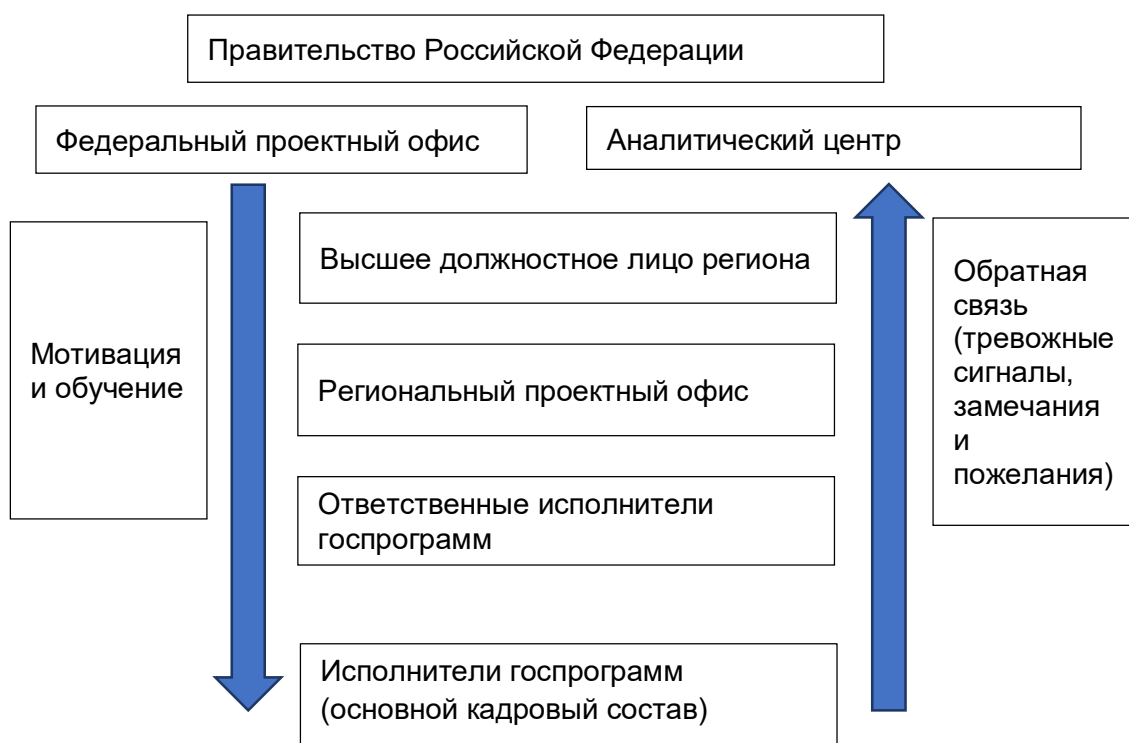 Правительство Российской Федерации
Федеральный проектный офис
Аналитический центр
Высшее должностное лицо региона
Мотивация
и обучение
Региональный проектный офис
Ответственные исполнители
госпрограмм
Исполнители госпрограмм
(основной кадровый состав)
Обратная
связь
(тревожные
сигналы,
замечания
и
пожелания)